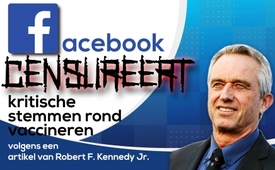 facebook
CENSUREERT
kritische
stemmen rond
vaccineren
volgens een
artikel van Robert F. Kennedy Jr.